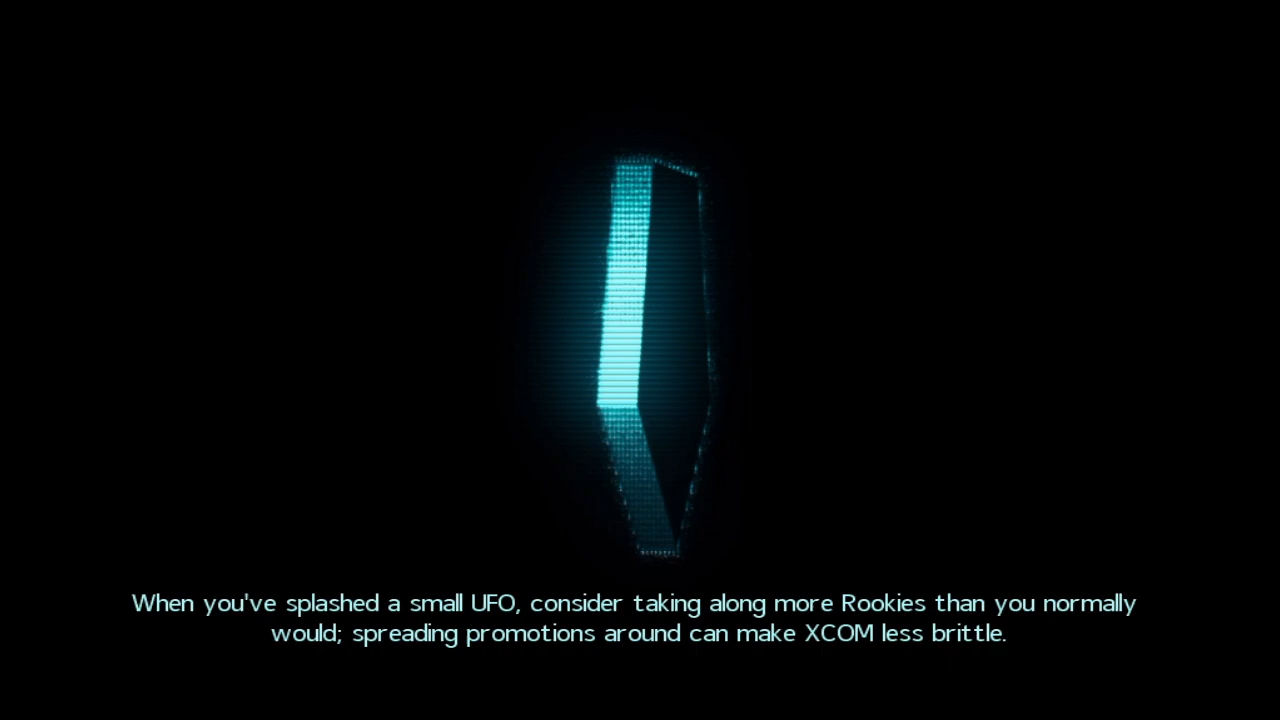 When you've splashed a small UFO, consider taking along more Rookies than you normally
would; spreading promotions around can make XCOM less brittle.